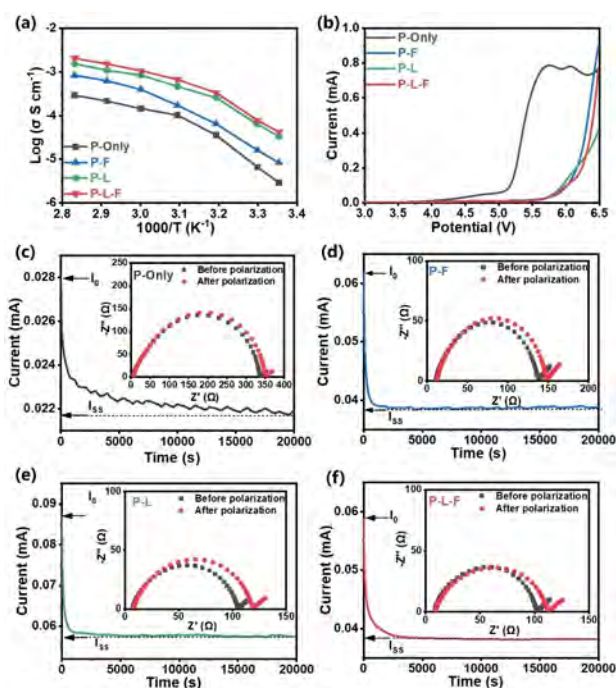 (a)
-2
-3
-4
-5
-6
Log (σ S cm⁻¹)
P-Only
P-F
P-L
P-L-F
2.8 2.9 3.0 3.1 3.2 3.3 3.4
1000/T (K⁻¹)
(b)
1.0
0.8
0.6
0.4
0.2
0.0
Current (mA)
P-Only
P-F
P-L
P-L-F
3.0 3.5 4.0 4.5 5.0 5.5 6.0 6.5
Potential (V)
(c)
0.028
0.026
0.024
0.022
Current (mA)
I₀
P-Only
Before polarization
After polarization
250
200
150
100
50
0
-Z'' (Ω)
0 50 100 150 200 250 300 350 400
Z' (Ω)
Iss
0 5000 10000 15000 20000
Time (s)
(d)
0.06
0.05
0.04
Current (mA)
I₀
P-F
Before polarization
After polarization
100
50
0
-Z'' (Ω)
0 50 100 150 200
Z' (Ω)
Iss
0 5000 10000 15000 20000
Time (s)
(e)
0.09
0.08
0.07
0.06
Current (mA)
I₀
P-L
Before polarization
After polarization
100
50
0
-Z'' (Ω)
0 50 100 150
Z' (Ω)
Iss
0 5000 10000 15000 20000
Time (s)
(f)
0.06
0.05
0.04
Current (mA)
I₀
P-L-F
Before polarization
After polarization
100
50
0
-Z'' (Ω)
0 50 100 150
Z' (Ω)
Iss
0 5000 10000 15000 20000
Time (s)